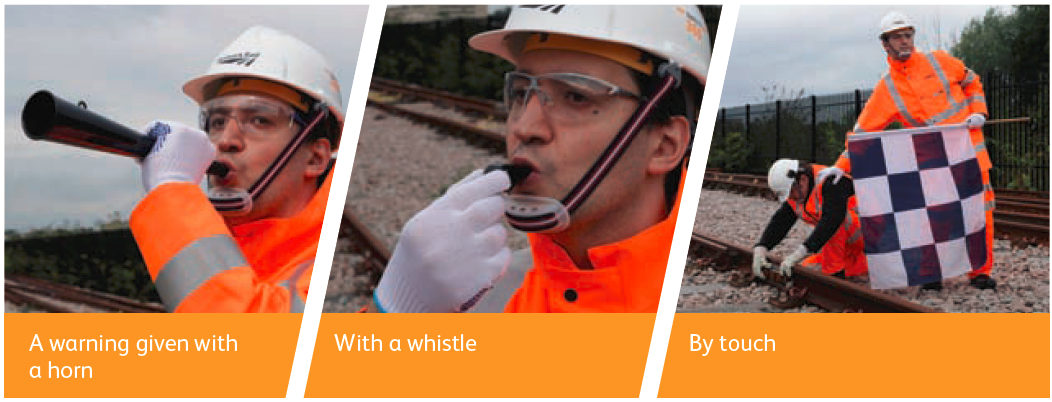 A warning given with
a horn
With a whistle
By touch